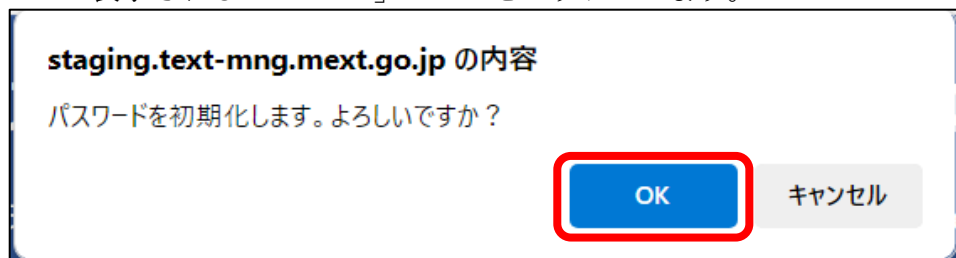 staging.text-mng.mext.go.jp の内容
パスワードを初期化します。よろしいですか？
OK
キャンセル